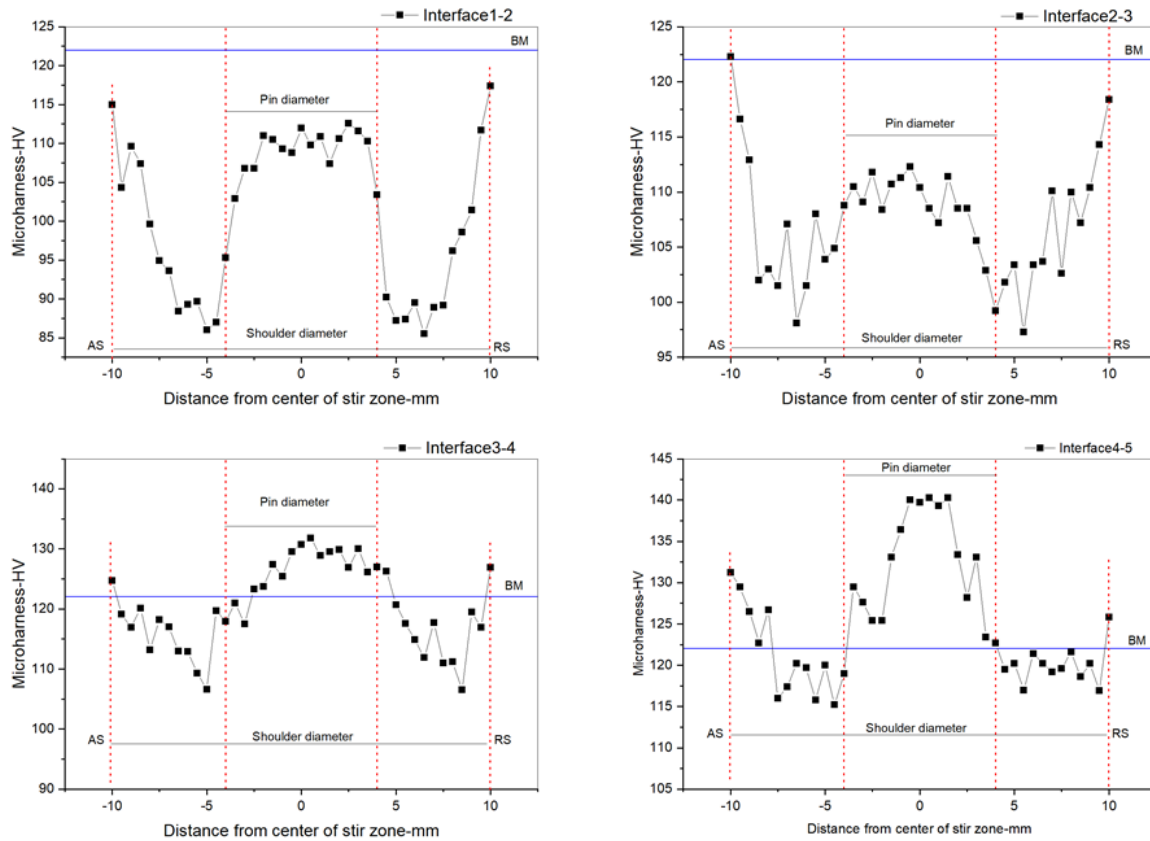 Interface1-2
125
120
115
110
105
100
95
90
85
BM
Pin diameter
Shoulder diameter
AS
RS
-10
-5
0
5
10
Microharness-HV
Distance from center of stir zone-mm
Interface2-3
125
120
115
110
105
100
95
BM
Pin diameter
Shoulder diameter
AS
RS
-10
-5
0
5
10
Microharness-HV
Distance from center of stir zone-mm
Interface3-4
140
130
120
110
100
90
Pin diameter
BM
Shoulder diameter
AS
RS
-10
-5
0
5
10
Microharness-HV
Distance from center of stir zone-mm
Interface4-5
145
140
135
130
125
120
115
110
105
Pin diameter
BM
Shoulder diameter
AS
RS
-10
-5
0
5
10
Microharness-HV
Distance from center of stir zone-mm